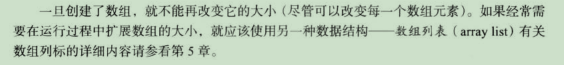 一旦创建了数组，就不能再改变它的大小（尽管可以改变每一个数组元素）。如果经常需
要在运行过程中扩展数组的大小，就应该使用另一种数据结构——数组列表（array list）有关
数组列标的详细内容请参看第 5 章。